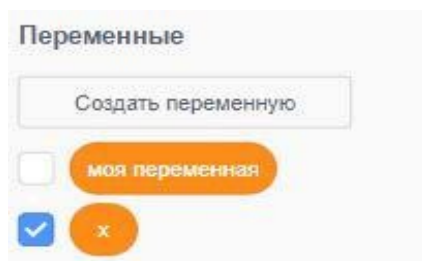 Переменные
Создать переменную
моя переменная
x